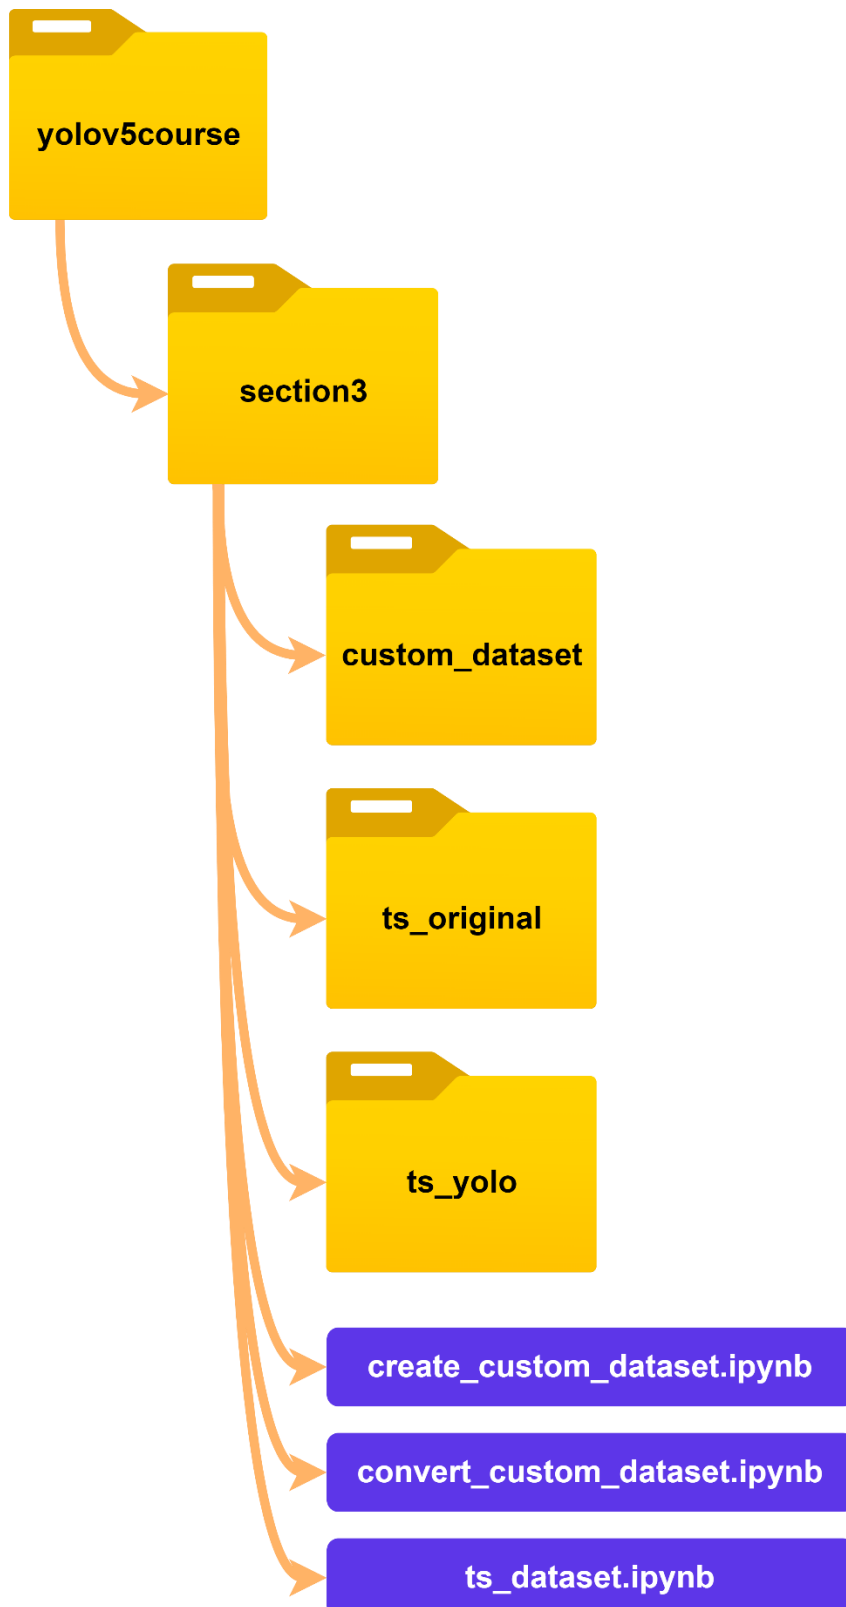 yolov5course
section3
custom_dataset
ts_original
ts_yolo
create_custom_dataset.ipynb
convert_custom_dataset.ipynb
ts_dataset.ipynb